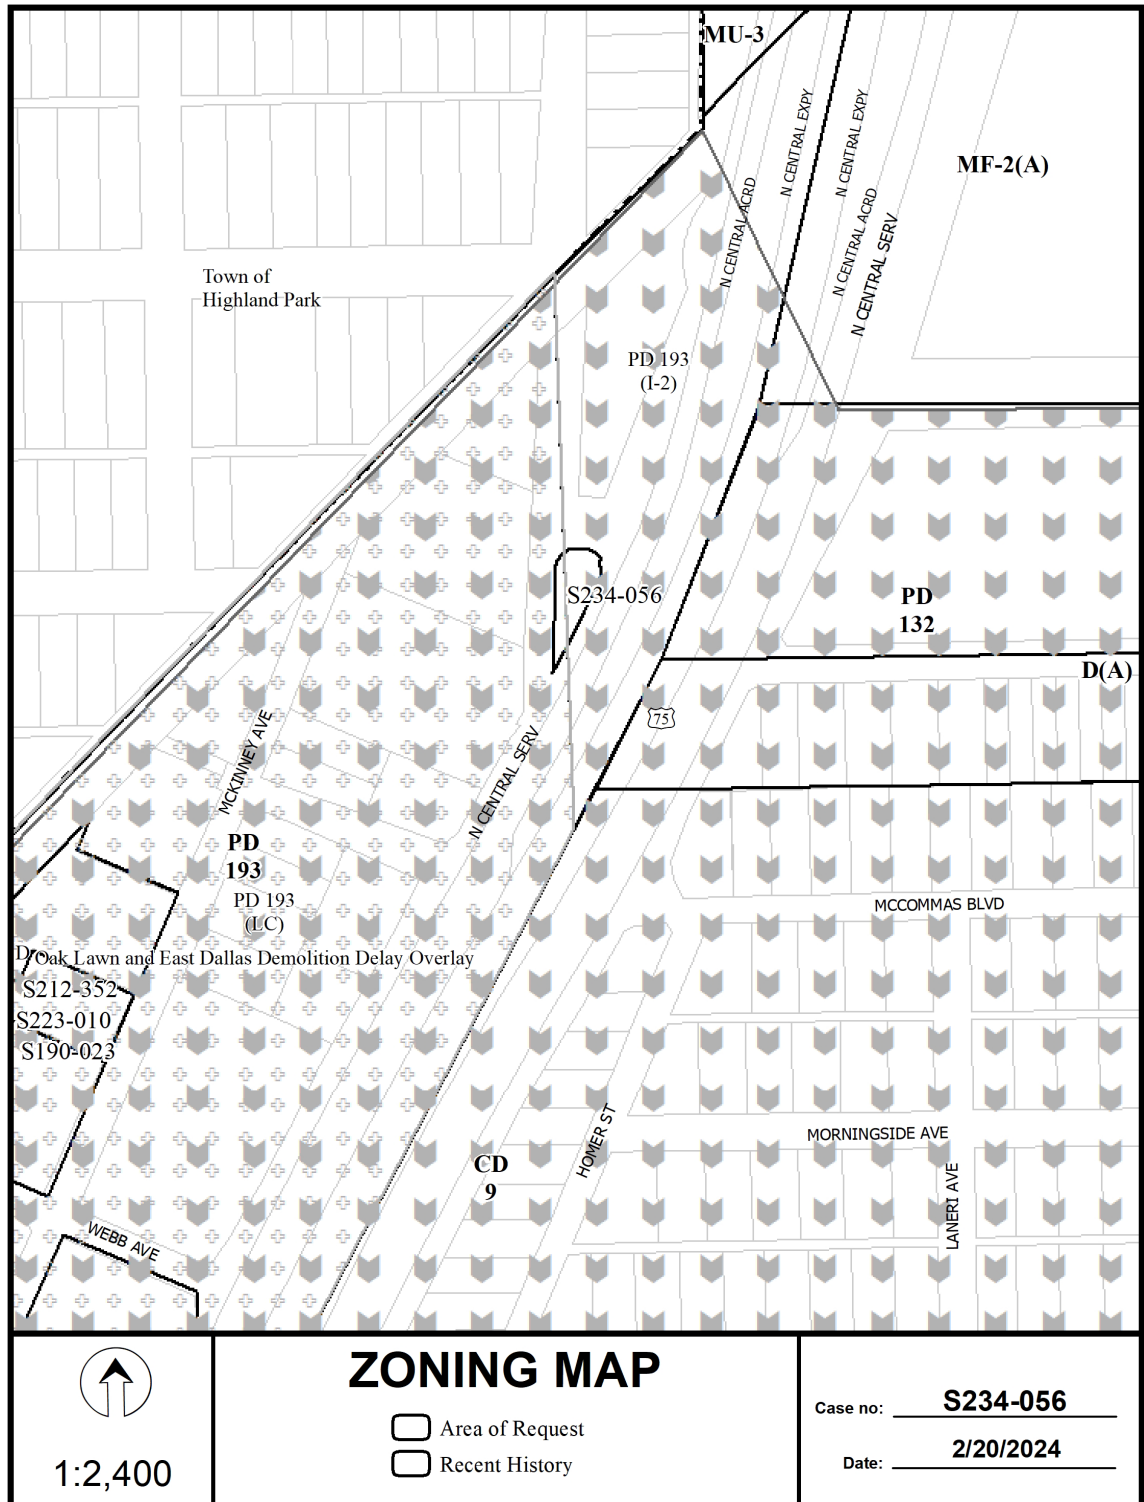 MU-3
N CENTRAL EXPY
N CENTRAL EXPY
MF-2(A)
N CENTRAL ACRD
N CENTRAL ACRD
N CENTRAL SERV
Town of
Highland Park
PD 193
(I-2)
S234-056
PD
132
D(A)
75
MCKINNEY AVE
N CENTRAL SERV
PD
193
PD 193
(LC)
MCCOMMAS BLVD
D
Oak Lawn and East Dallas Demolition Delay Overlay
S212-352
S223-010
S190-023
HOMER ST
MORNINGSIDE AVE
CD
9
LANERI AVE
WEBB AVE
1:2,400
ZONING MAP
Area of Request
Recent History
Case no: S234-056
Date: 2/20/2024